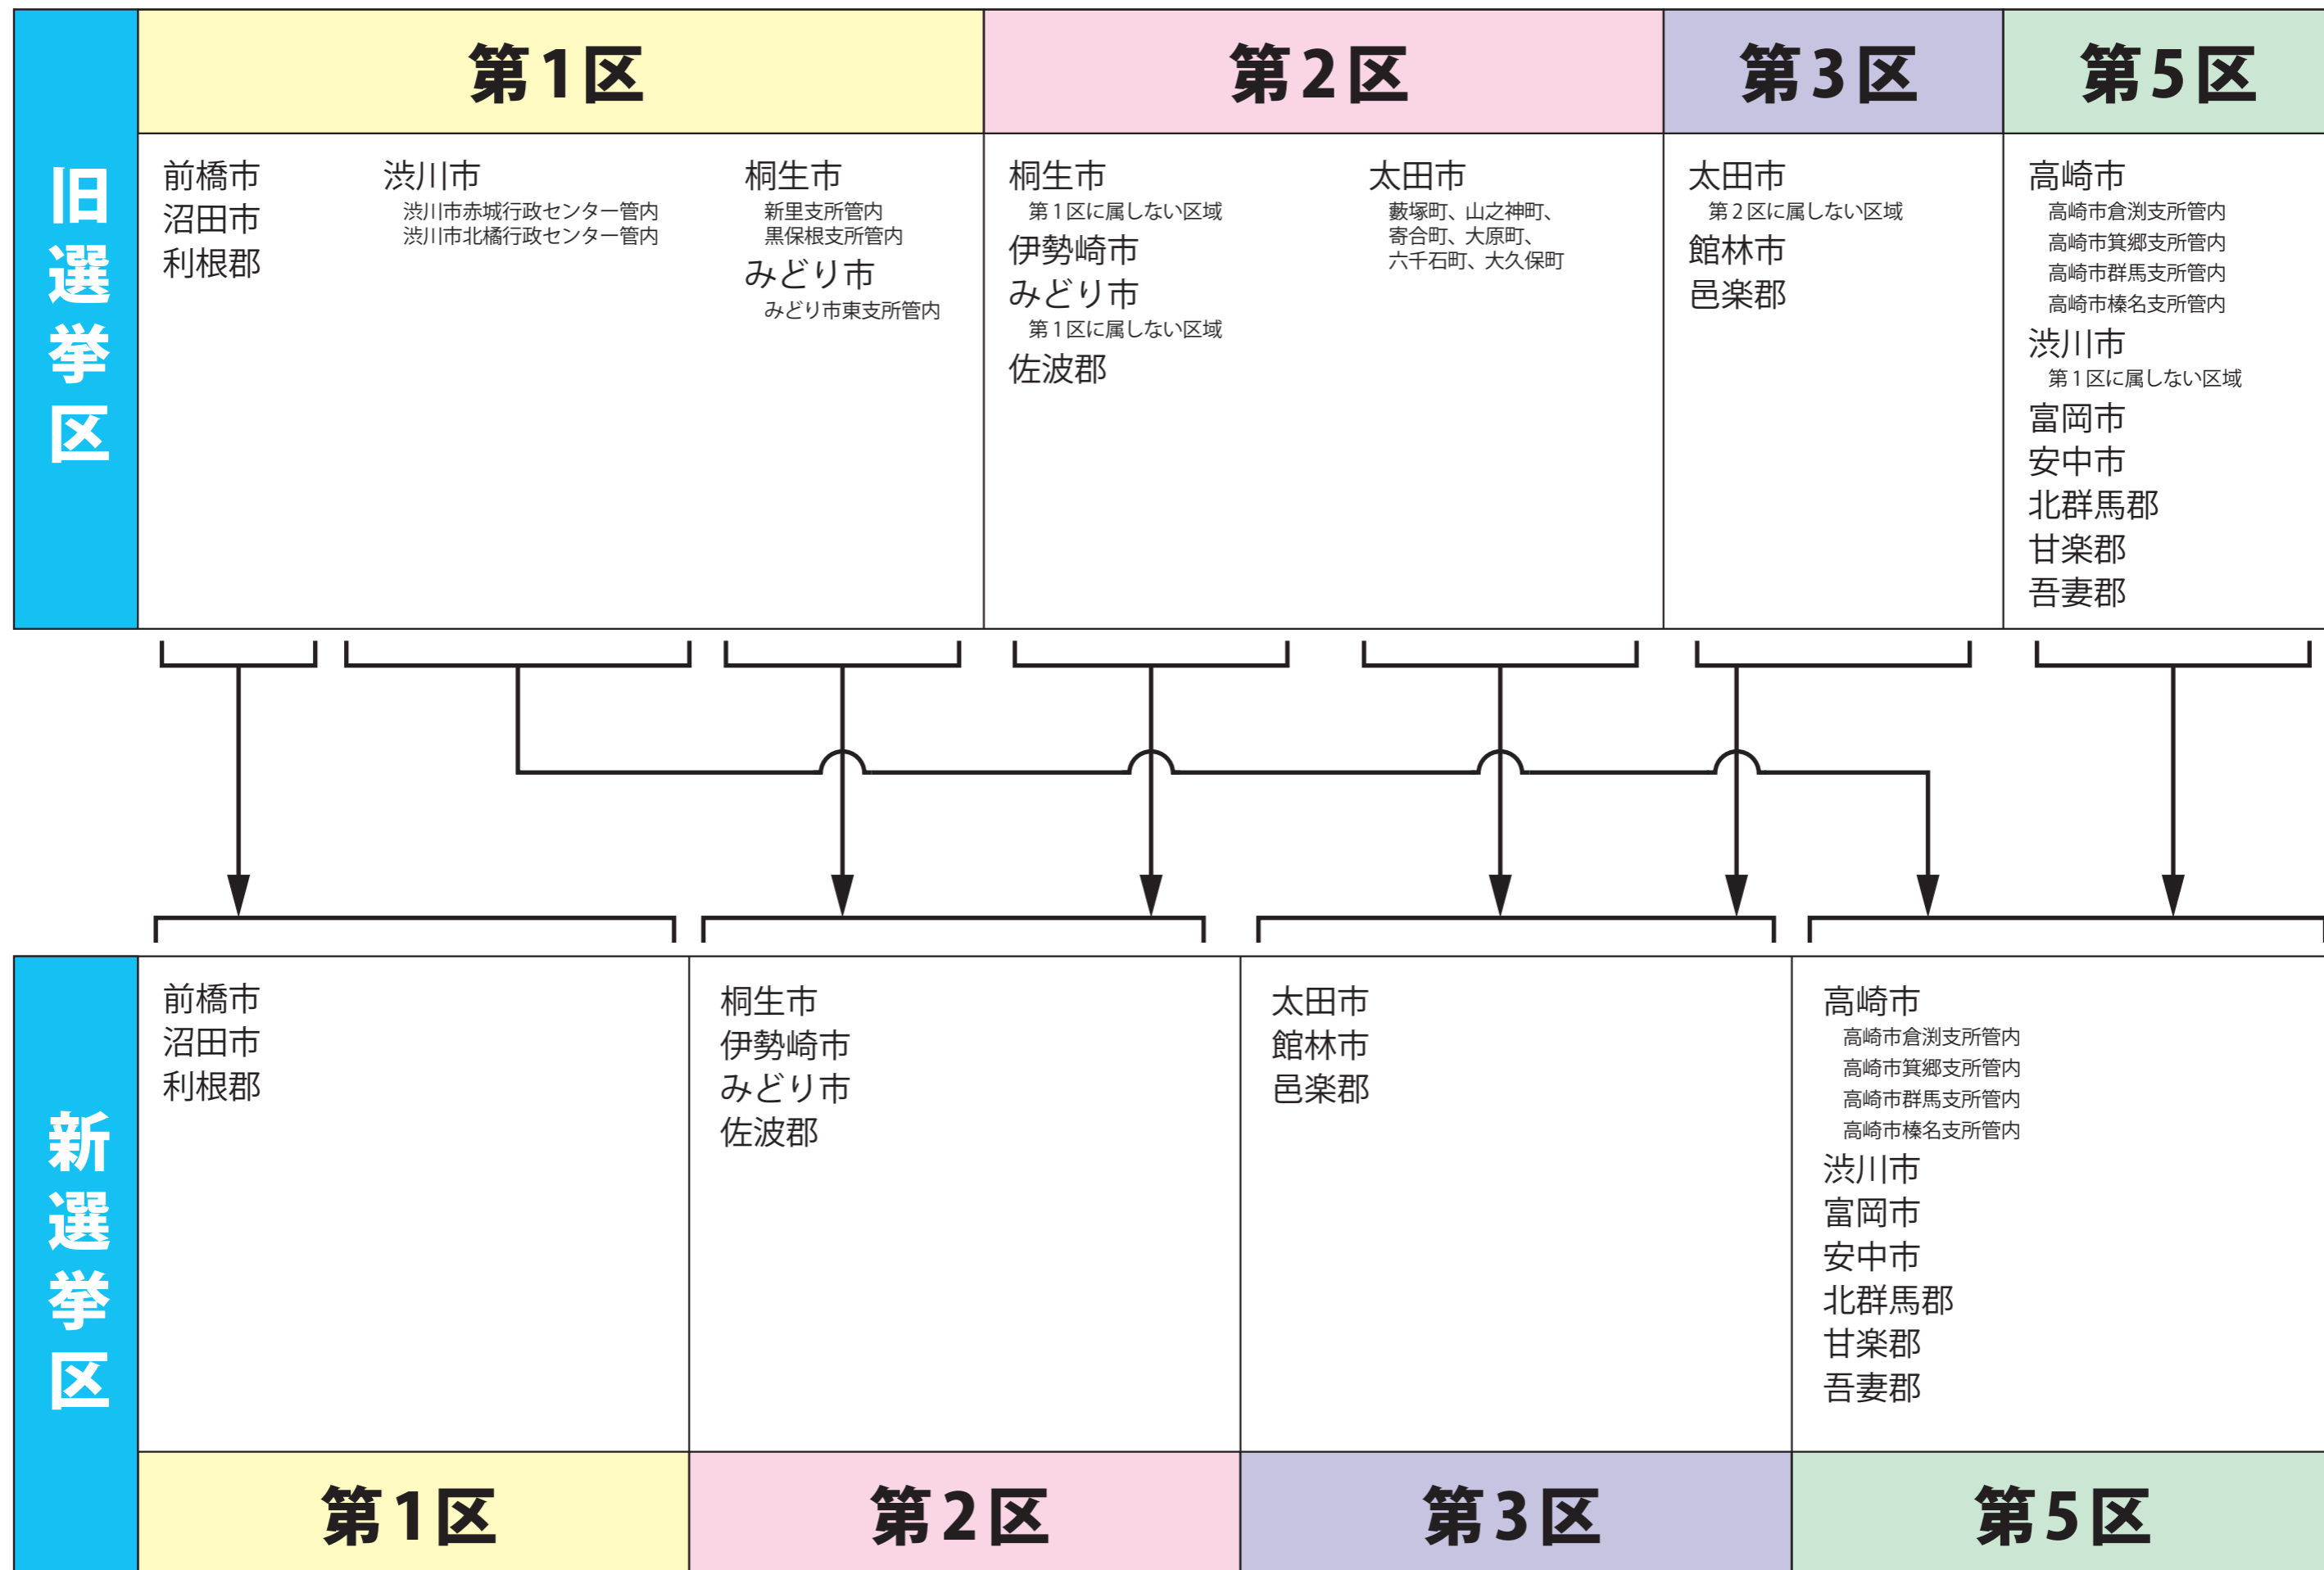 旧選挙区
第1区
前橋市
沼田市
利根郡
渋川市
渋川市赤城行政センター管内
渋川市北橘行政センター管内
桐生市
新里支所管内
黒保根支所管内
みどり市
みどり市東支所管内
第2区
桐生市
第1区に属しない区域
伊勢崎市
みどり市
第1区に属しない区域
佐波郡
太田市
藪塚町、山之神町、
寄合町、大原町、
六千石町、大久保町
第3区
太田市
第2区に属しない区域
館林市
邑楽郡
第5区
高崎市
高崎市倉渕支所管内
高崎市箕郷支所管内
高崎市群馬支所管内
高崎市榛名支所管内
渋川市
第1区に属しない区域
富岡市
安中市
北群馬郡
甘楽郡
吾妻郡
新選挙区
前橋市
沼田市
利根郡
第1区
桐生市
伊勢崎市
みどり市
佐波郡
第2区
太田市
館林市
邑楽郡
第3区
高崎市
高崎市倉渕支所管内
高崎市箕郷支所管内
高崎市群馬支所管内
高崎市榛名支所管内
渋川市
富岡市
安中市
北群馬郡
甘楽郡
吾妻郡
第5区